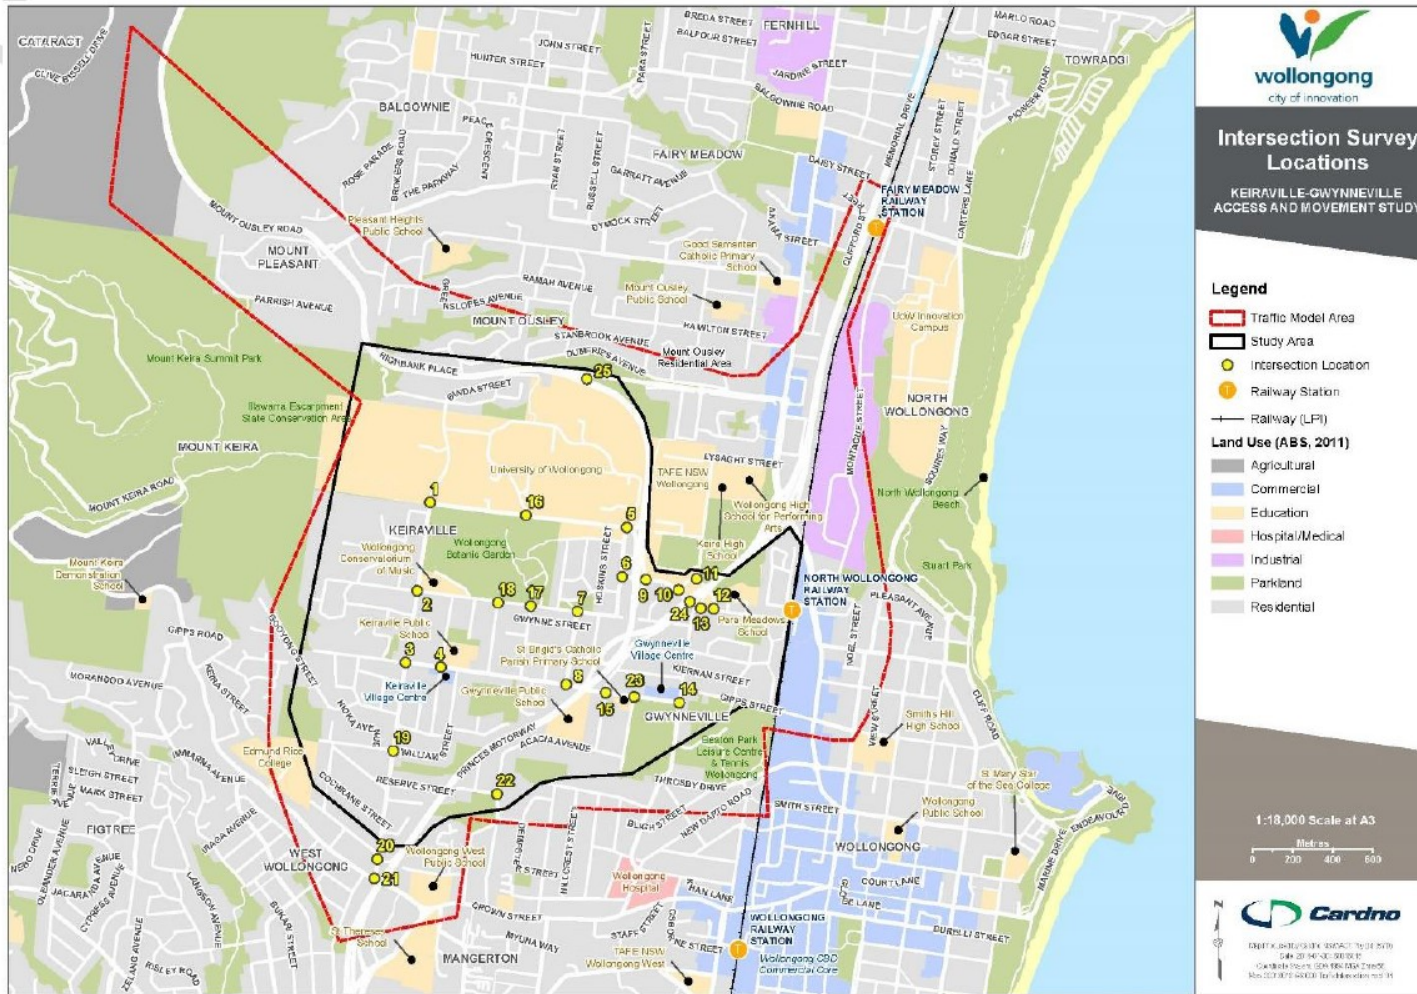 CATARACT
CLIVE BISSELL DRIVE
HUNTER STREET
JOHN STREET
PARA STREET
BREDA STREET
BALFOUR STREET
FERNHILL
JARDINE STREET
BALGOWNIE ROAD
MEMORIAL DRIVE
MARLO ROAD
EDGAR STREET
TOWRADGI
PIONEER ROAD
BALGOWNIE
ROSE PARADE
BROKERS ROAD
THE PARKWAY
PEACE CRESCENT
RYAN STREET
RUSSELL STREET
FAIRY MEADOW
GARRATT AVENUE
DYMOCK STREET
DAISY STREET
STOREY STREET
DONALD STREET
CARTERS LANE
FAIRY MEADOW
RAILWAY
STATION
T
CLIFFORD ST
AKAMA STREET
MOUNT OUSLEY ROAD
Pleasant Heights
Public School
MOUNT
PLEASANT
PARRISH AVENUE
Good Samaritan
Catholic Primary
School
Mount Ousley
Public School
RAMAH AVENUE
MOUNT OUSLEY
HAMILTON STREET
STANBROOK AVENUE
DUMFRIES AVENUE
Mount Ousley
Residential Area
UoW Innovation
Campus
Mount Keira Summit Park
HIGHBANK PLACE
BINDA STREET
25
Illawarra Escarpment
State Conservation Area
MOUNT KEIRA
MOUNT KEIRA ROAD
MONTAGUE STREET
NORTH
WOLLONGONG
SQUIRES WAY
University of Wollongong
LYSAGHT STREET
TAFE NSW
Wollongong
Wollongong High
School for Performing
Arts
Keira High
School
North Wollongong
Beach
Stuart Park
1
16
5
KEIRAVILLE
Wollongong
Conservatorium
of Music
Wollongong
Botanic Garden
HOSKINS STREET
6
9
10
11
24
12
13
Para Meadows
School
NORTH WOLLONGONG
RAILWAY
STATION
T
PLEASANT AVENUE
Mount Keira
Demonstration
School
2
18
17
7
GWYNNE STREET
Keiraville Public
School
3
4
Keiraville
Village Centre
St Brigid's Catholic
Parish Primary School
Gwynneville
Village Centre
KIERNAN STREET
GIPPS STREET
8
15
23
14
GWYNNEVILLE
Gwynneville Public
School
PRINCES MOTORWAY
ACACIA AVENUE
GIPPS ROAD
MORANDOO AVENUE
KEIRA STREET
GOOYONG STREET
CLIFF ROAD
Smiths Hill
High School
VIEW STREET
19
WILLIAM STREET
RESERVE STREET
COCHRANE STREET
Edmund Rice
College
Beaton Park
Leisure Centre
& Tennis
Wollongong
THROSBY DRIVE
22
BLIGH STREET
NEW DAPTO ROAD
SMITH STREET
St Mary Star
of the Sea College
Wollongong
Public School
ENDEAVOUR DRIVE
MARINE DRIVE
MARK STREET
FIGTREE
OLEANDER AVENUE
JACARANDA AVENUE
CYPRESS AVENUE
WEST
WOLLONGONG
20
21
Wollongong West
Public School
HILLCREST STREET
Wollongong
Hospital
WOLLONGONG
COURT LANE
CROWN STREET
MYUNA WAY
STAFF STREET
BUKARI STREET
St Therese's
School
MANGERTON
TAFE NSW
Wollongong West
WOLLONGONG
RAILWAY
STATION
T
Wollongong CBD
Commercial Core
BURELLI STREET
RISLEY ROAD
wollongong
city of innovation
Intersection Survey
Locations
KEIRAVILLE-GWYNNEVILLE
ACCESS AND MOVEMENT STUDY
Legend
Traffic Model Area
Study Area
Intersection Location
T
Railway Station
Railway (LPI)
Land Use (ABS, 2011)
Agricultural
Commercial
Education
Hospital/Medical
Industrial
Parkland
Residential
1:18,000 Scale at A3
Metres
0 200 400 600
N
Cardno